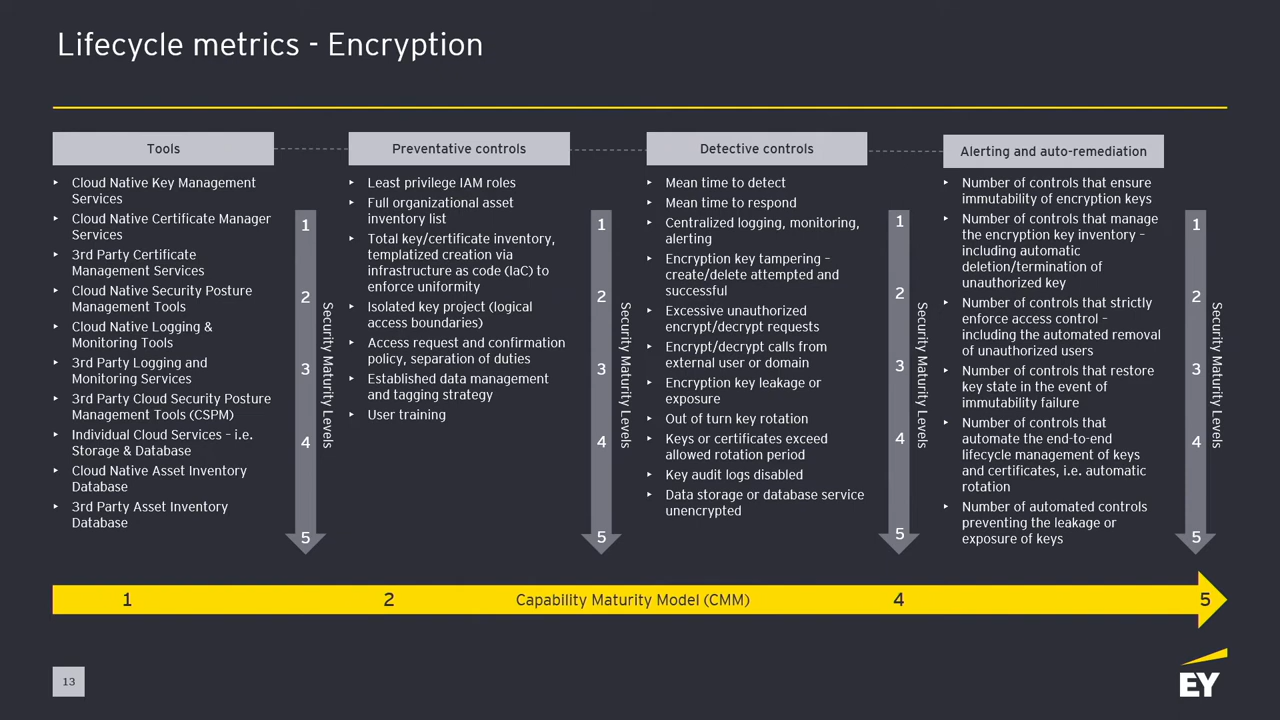 Lifecycle metrics - Encryption
Tools
Cloud Native Key Management
Services
Cloud Native Certificate Manager
Services
3rd Party Certificate
Management Services
Cloud Native Security Posture
Management Tools
Cloud Native Logging &
Monitoring Tools
3rd Party Logging and
Monitoring Services
3rd Party Cloud Security Posture
Management Tools (CSPM)
Individual Cloud Services – i.e.
Storage & Database
Cloud Native Asset Inventory
Database
3rd Party Asset Inventory
Database
1
2
3
4
5
Security Maturity Levels
Preventative controls
Least privilege IAM roles
Full organizational asset
inventory list
Total key/certificate inventory,
templatized creation via
infrastructure as code (IaC) to
enforce uniformity
Isolated key project (logical
access boundaries)
Access request and confirmation
policy, separation of duties
Established data management
and tagging strategy
User training
1
2
3
4
5
Security Maturity Levels
Detective controls
Mean time to detect
Mean time to respond
Centralized logging, monitoring,
alerting
Encryption key tampering –
create/delete attempted and
successful
Excessive unauthorized
encrypt/decrypt requests
Encrypt/decrypt calls from
external user or domain
Encryption key leakage or
exposure
Out of turn key rotation
Keys or certificates exceed
allowed rotation period
Key audit logs disabled
Data storage or database service
unencrypted
1
2
3
4
5
Security Maturity Levels
Alerting and auto-remediation
Number of controls that ensure
immutability of encryption keys
Number of controls that manage
the encryption key inventory –
including automatic
deletion/termination of
unauthorized key
Number of controls that strictly
enforce access control –
including the automated removal
of unauthorized users
Number of controls that restore
key state in the event of
immutability failure
Number of controls that
automate the end-to-end
lifecycle management of keys
and certificates, i.e. automatic
rotation
Number of automated controls
preventing the leakage or
exposure of keys
1
2
3
4
5
Security Maturity Levels
1 2 Capability Maturity Model (CMM) 4 5
13
EY